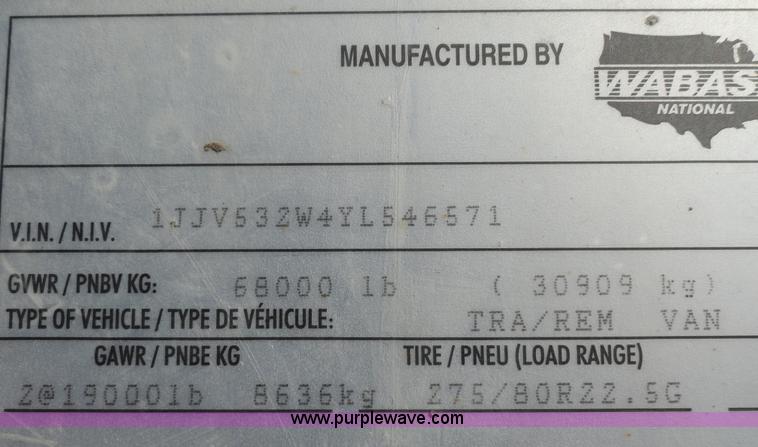 MANUFACTURED BY
WABAS
NATIONAL
V.I.N. / N.I.V. 1JJV532W4YL546571
GVWR / PNBV KG: 68000 lb ( 30909 kg)
TYPE OF VEHICLE / TYPE DE VÉHICULE: TRA/REM VAN
GAWR / PNBE KG TIRE / PNEU (LOAD RANGE)
2@19000lb 8636kg 275/80R22.5G
www.purplewave.com